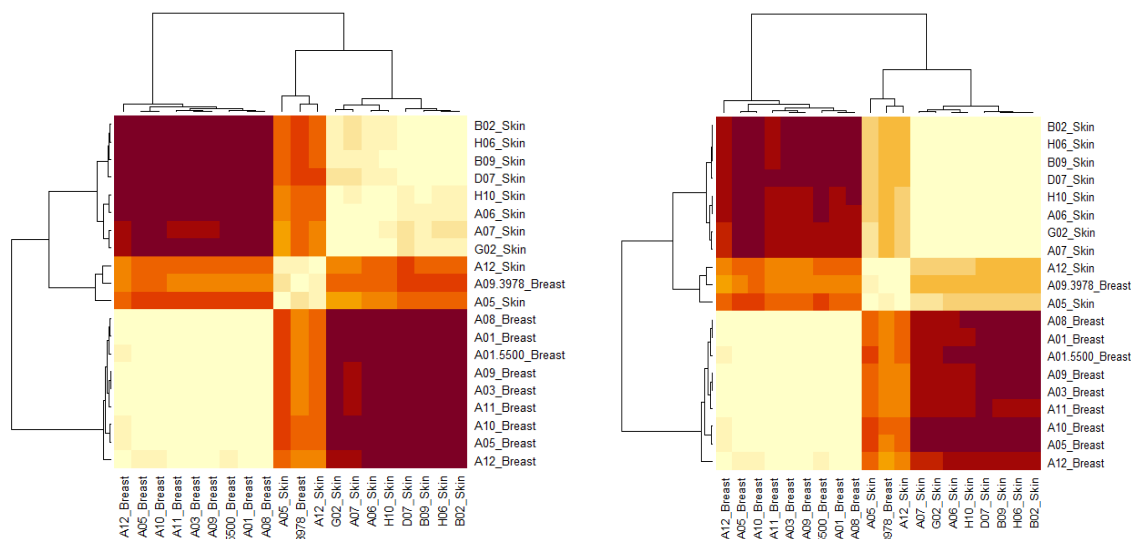 B02_Skin
H06_Skin
B09_Skin
D07_Skin
H10_Skin
A06_Skin
A07_Skin
G02_Skin
A12_Skin
A09.3978_Breast
A05_Skin
A08_Breast
A01_Breast
A01.5500_Breast
A09_Breast
A03_Breast
A11_Breast
A10_Breast
A05_Breast
A12_Breast
A12_Breast
A05_Breast
A10_Breast
A11_Breast
A03_Breast
A09_Breast
5500_Breast
A01_Breast
A08_Breast
A05_Skin
3978_Breast
A12_Skin
G02_Skin
A07_Skin
A06_Skin
H10_Skin
D07_Skin
B09_Skin
H06_Skin
B02_Skin
B02_Skin
H06_Skin
B09_Skin
D07_Skin
H10_Skin
A06_Skin
G02_Skin
A07_Skin
A12_Skin
A09.3978_Breast
A05_Skin
A08_Breast
A01_Breast
A01.5500_Breast
A09_Breast
A03_Breast
A11_Breast
A10_Breast
A05_Breast
A12_Breast
A12_Breast
A05_Breast
A10_Breast
A11_Breast
A03_Breast
A09_Breast
5500_Breast
A01_Breast
A08_Breast
A05_Skin
3978_Breast
A12_Skin
A07_Skin
G02_Skin
A06_Skin
H10_Skin
D07_Skin
B09_Skin
H06_Skin
B02_Skin